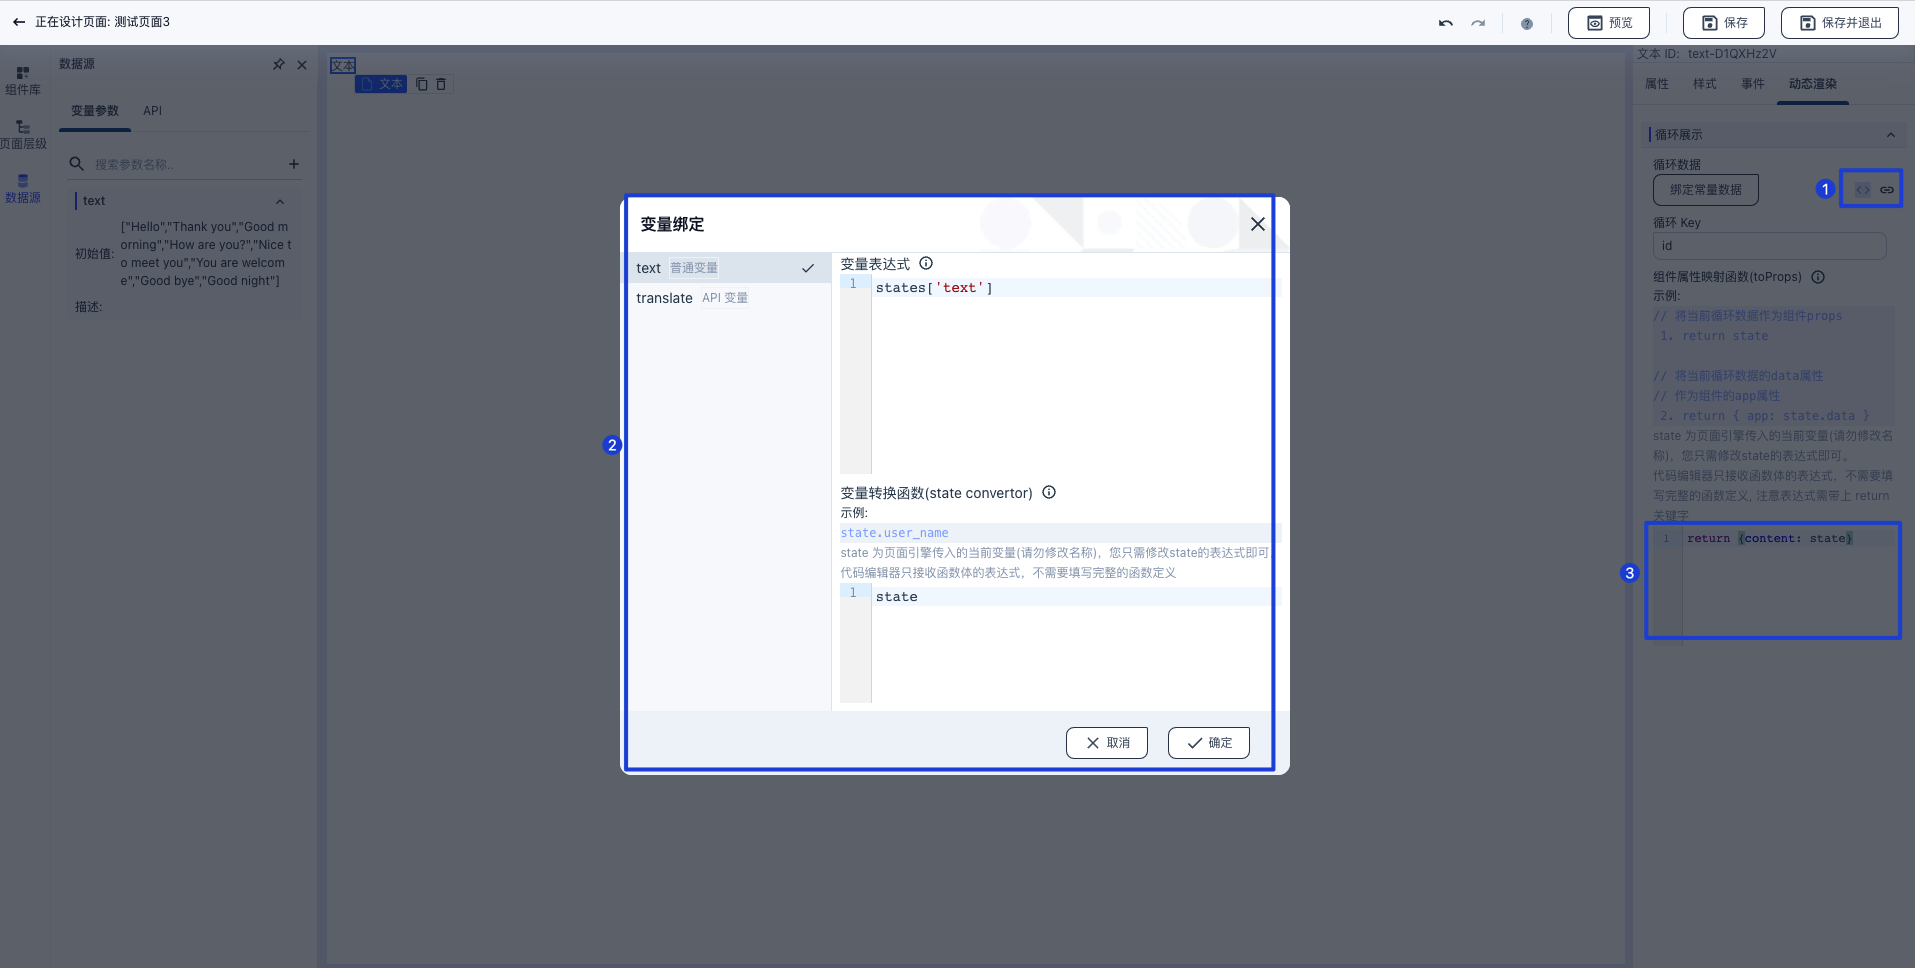 正在设计页面: 测试页面3
预览
保存
保存并退出
组件库
页面层级
数据源
数据源
变量参数
API
搜索参数名称..
text
初始值:
["Hello","Thank you","Good m
orning","How are you?","Nice t
o meet you","You are welcom
e","Good bye","Good night"]
描述:
文本
文本
变量绑定
text 普通变量
translate API 变量
变量表达式
1 states['text']
变量转换函数(state convertor)
示例:
state.user_name
state 为页面引擎传入的当前变量(请勿修改名称)，您只需修改state的表达式即可,
代码编辑器只接收函数体的表达式，不需要填写完整的函数定义
1 state
取消
确定
2
文本 ID: text-D1QXHz2V
属性
样式
事件
动态渲染
循环展示
循环数据
绑定常量数据
1
循环 Key
id
组件属性映射函数(toProps)
示例:
// 将当前循环数据作为组件props
1. return state
// 将当前循环数据的data属性
// 作为组件的app属性
2. return { app: state.data }
state 为页面引擎传入的当前变量(请勿修改名
称)，您只需修改state的表达式即可。
代码编辑器只接收函数体的表达式，不需要填
写完整的函数定义, 注意表达式需带上 return
关键字
1 return {content: state}
3